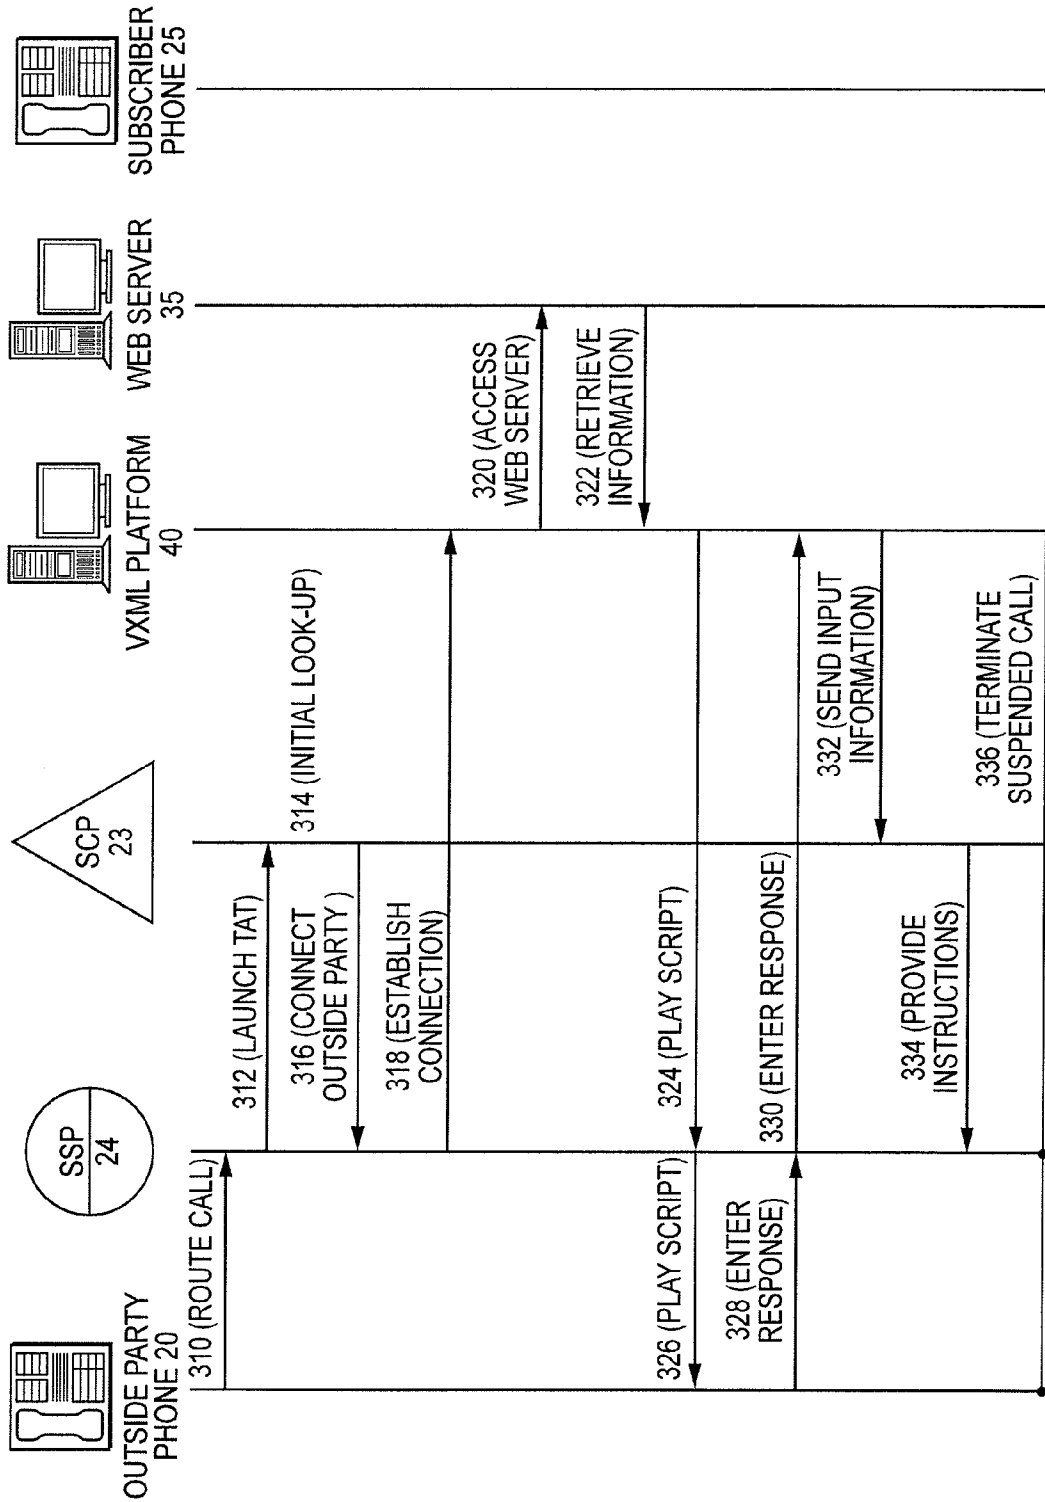 OUTSIDE PARTY
PHONE 20
SSP
24
SCP
23
VXML PLATFORM
40
WEB SERVER
35
SUBSCRIBER
PHONE 25
310 (ROUTE CALL)
312 (LAUNCH TAT)
314 (INITIAL LOOK-UP)
316 (CONNECT
OUTSIDE PARTY )
318 (ESTABLISH
CONNECTION)
320 (ACCESS
WEB SERVER)
322 (RETRIEVE
INFORMATION)
324 (PLAY SCRIPT)
326 (PLAY SCRIPT)
328 (ENTER
RESPONSE)
330 (ENTER RESPONSE)
332 (SEND INPUT
INFORMATION)
334 (PROVIDE
INSTRUCTIONS)
336 (TERMINATE
SUSPENDED CALL)